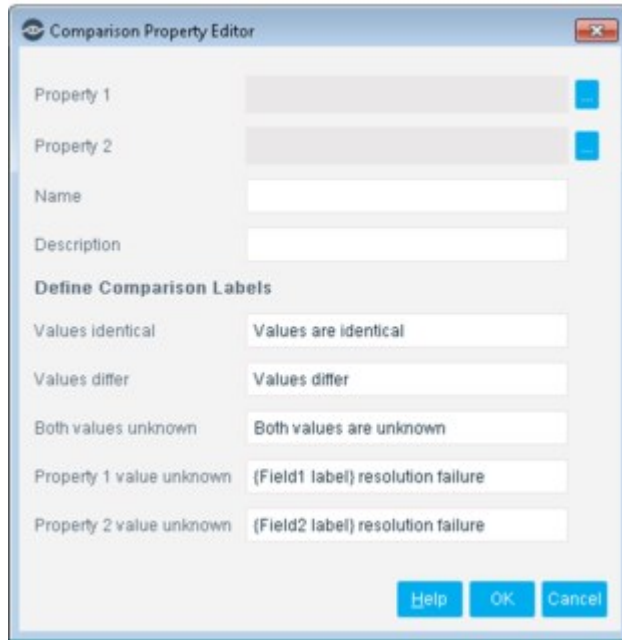 Comparison Property Editor
Property 1 ...
Property 2 ...
Name
Description
Define Comparison Labels
Values identical Values are identical
Values differ Values differ
Both values unknown Both values are unknown
Property 1 value unknown {Field1 label} resolution failure
Property 2 value unknown {Field2 label} resolution failure
Help OK Cancel